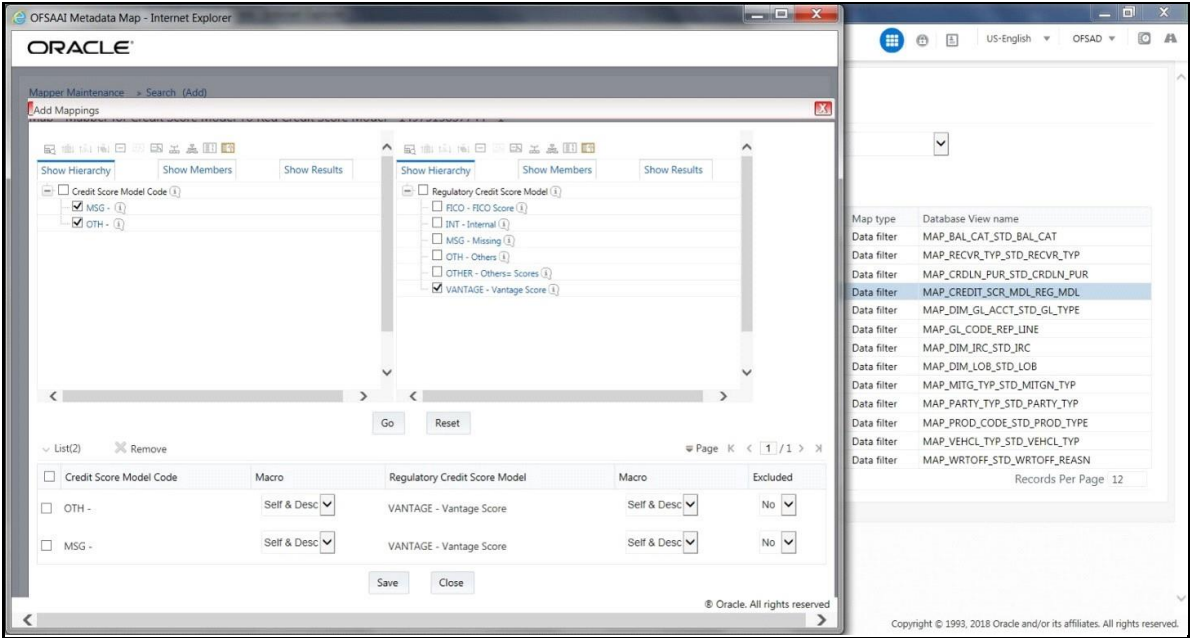 OFSAAI Metadata Map - Internet Explorer
ORACLE
US-English
OFSAD
Mapper Maintenance » Search (Add)
Add Mappings
Show Hierarchy Show Members Show Results
Show Hierarchy Show Members Show Results
Credit Score Model Code
MSG -
OTH -
Regulatory Credit Score Model
FICO - FICO Score
INT - Internal
MSG - Missing
OTH - Others
OTHER - Others= Scores
VANTAGE - Vantage Score
Go Reset
List(2) Remove
Page 1 / 1
Credit Score Model Code Macro Regulatory Credit Score Model Macro Excluded
OTH - Self & Desc VANTAGE - Vantage Score Self & Desc No
MSG - Self & Desc VANTAGE - Vantage Score Self & Desc No
Save Close
® Oracle. All rights reserved
Map type Database View name
Data filter MAP_BAL_CAT_STD_BAL_CAT
Data filter MAP_RECVR_TYP_STD_RECVR_TYP
Data filter MAP_CRDLN_PUR_STD_CRDLN_PUR
Data filter MAP_CREDIT_SCR_MDL_REG_MDL
Data filter MAP_DIM_GL_ACCT_STD_GL_TYPE
Data filter MAP_GL_CODE_REP_LINE
Data filter MAP_DIM_IRC_STD_IRC
Data filter MAP_DIM_LOB_STD_LOB
Data filter MAP_MITG_TYP_STD_MITGN_TYP
Data filter MAP_PARTY_TYP_STD_PARTY_TYP
Data filter MAP_PROD_CODE_STD_PROD_TYPE
Data filter MAP_VEHCL_TYP_STD_VEHCL_TYP
Data filter MAP_WRTOFF_STD_WRTOFF_REASN
Records Per Page 12
Copyright © 1993, 2018 Oracle and/or its affiliates. All rights reserved.